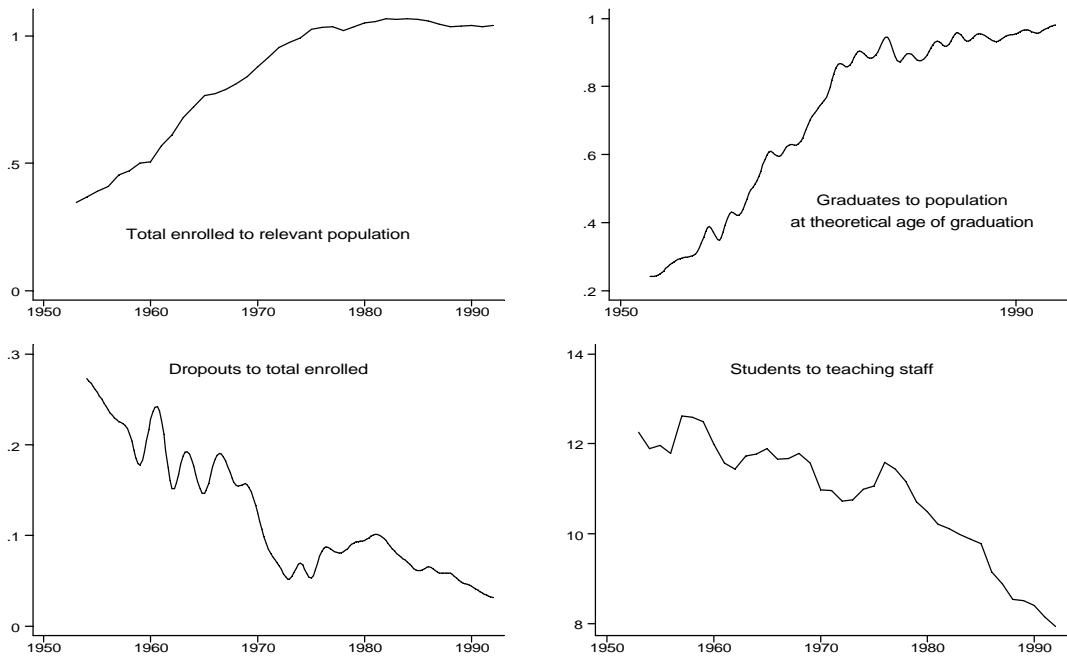 1
.5
0
1950 1960 1970 1980 1990
Total enrolled to relevant population
1
.8
.6
.4
.2
1950 1990
Graduates to population
at theoretical age of graduation
.3
.2
.1
0
1950 1960 1970 1980 1990
Dropouts to total enrolled
14
12
10
8
1950 1960 1970 1980 1990
Students to teaching staff